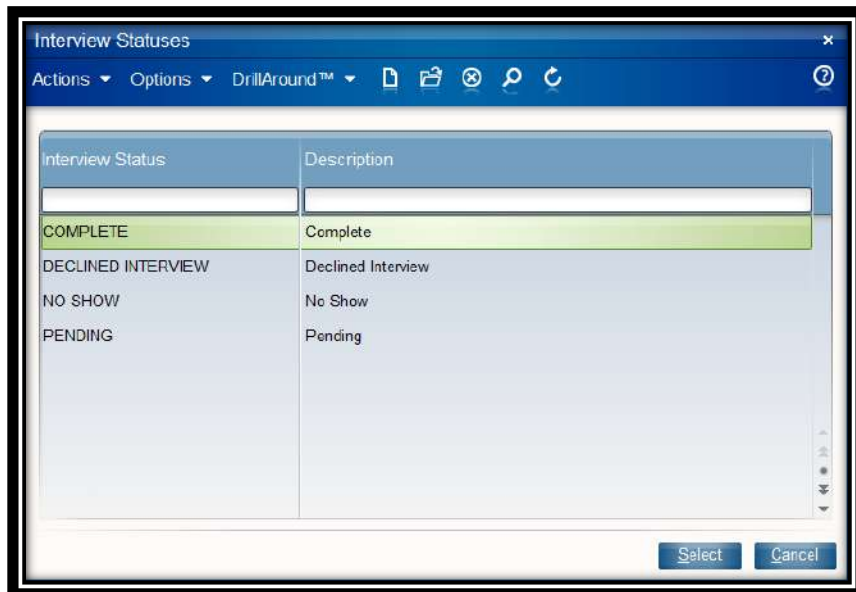 Interview Statuses
Actions Options DrillAround™
Interview Status Description
COMPLETE Complete
DECLINED INTERVIEW Declined Interview
NO SHOW No Show
PENDING Pending
Select Cancel